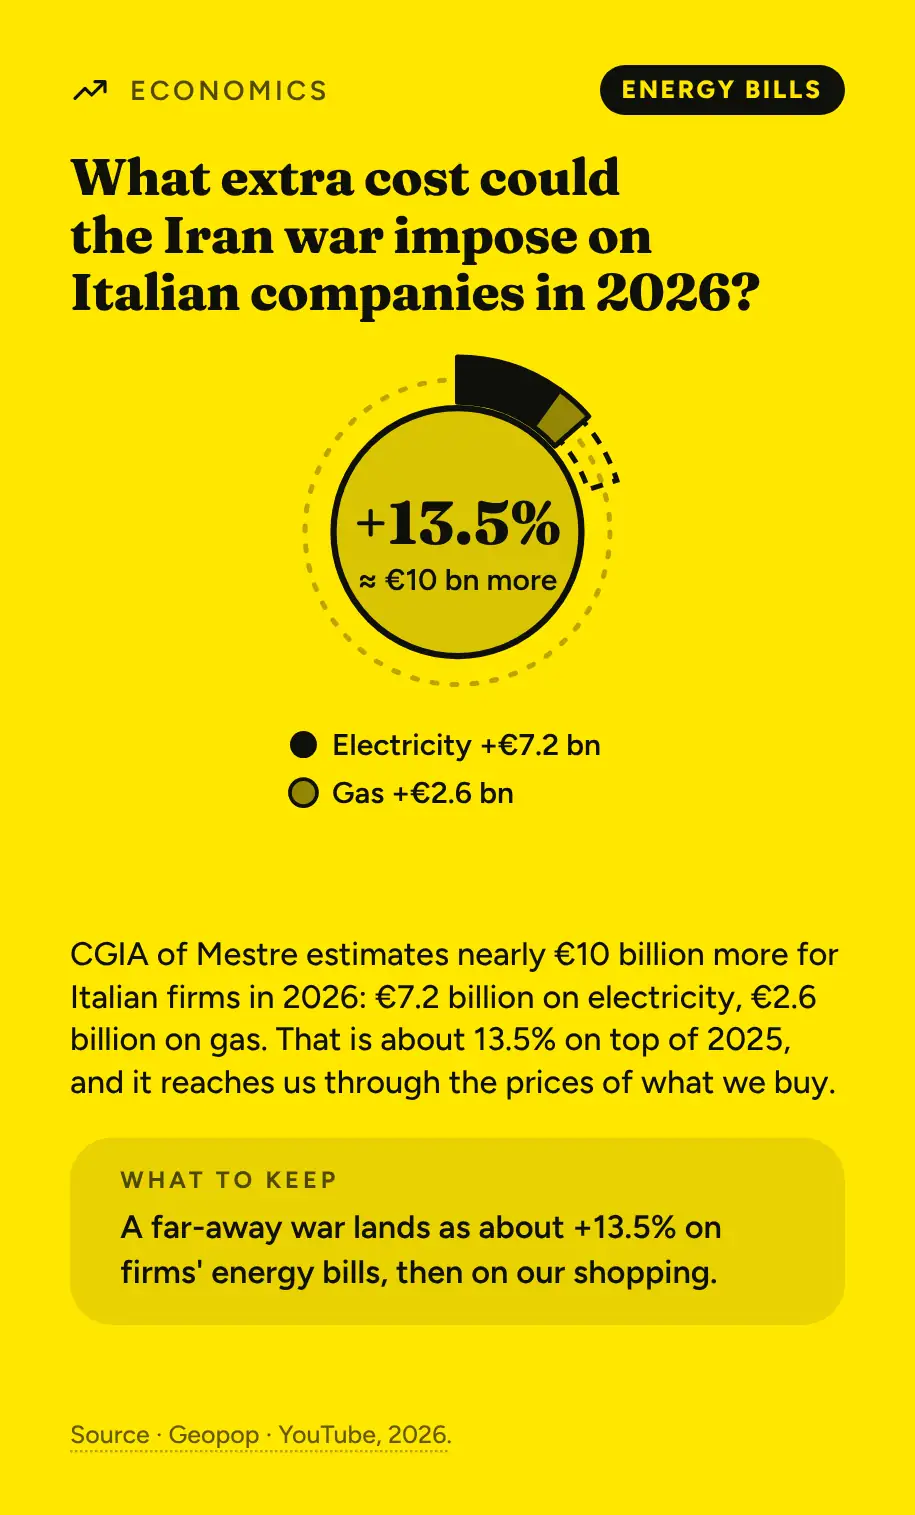 ECONOMICS
ENERGY BILLS
What extra cost could
the Iran war impose on
Italian companies in 2026?
+13.5%
≈ €10 bn more
Electricity +€7.2 bn
Gas +€2.6 bn
CGIA of Mestre estimates nearly €10 billion more for
Italian firms in 2026: €7.2 billion on electricity, €2.6
billion on gas. That is about 13.5% on top of 2025,
and it reaches us through the prices of what we buy.
WHAT TO KEEP
A far-away war lands as about +13.5% on
firms' energy bills, then on our shopping.
Source · Geopop · YouTube, 2026.